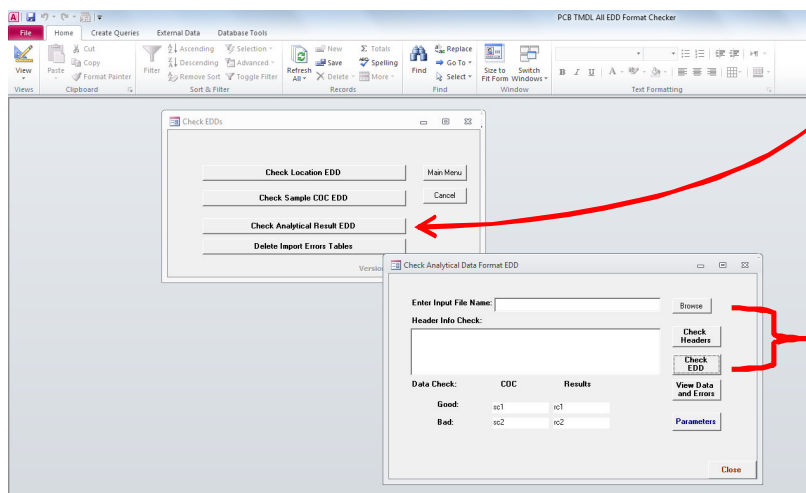 PCB TMDL All EDD Format Checker
File Home Create Queries External Data Database Tools
View
Views
Paste
Cut
Copy
Format Painter
Clipboard
Filter
Ascending
Descending
Remove Sort
Selection
Advanced
Toggle Filter
Sort & Filter
Refresh All
New
Save
Delete
Totals
Spelling
More
Records
Find
Replace
Go To
Select
Find
Size to Fit Form
Switch Windows
Window
B I U A
Text Formatting
Check EDDs
Check Location EDD
Main Menu
Check Sample COC EDD
Cancel
Check Analytical Result EDD
Delete Import Errors Tables
Versio
Check Analytical Data Format EDD
Enter Input File Name:
Browse
Header Info Check:
Check Headers
Check EDD
Data Check: COC Results
View Data and Errors
Good: sc1 rc1
Bad: sc2 rc2
Parameters
Close